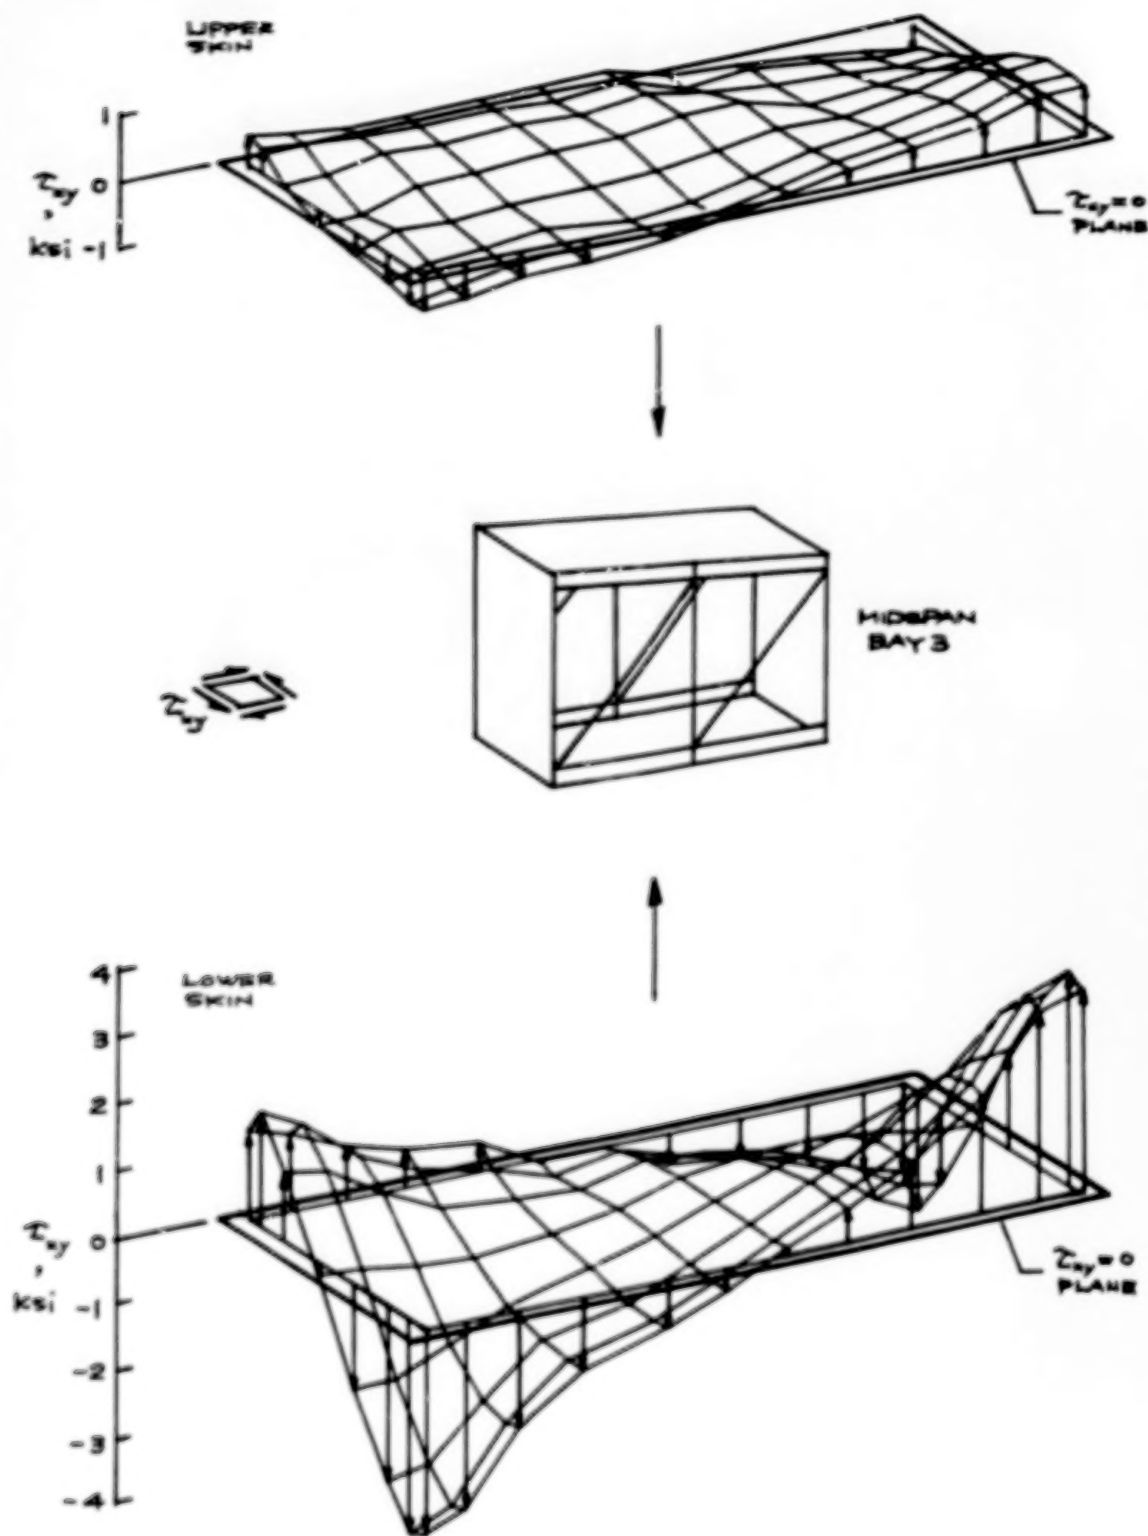 UPPER
SKIN
1
τxy 0
,
ksi -1
τxy=0
PLANE
MIDSPAN
BAY 3
τxy
LOWER
SKIN
4
3
2
1
τxy 0
,
ksi -1
-2
-3
-4
τxy=0
PLANE